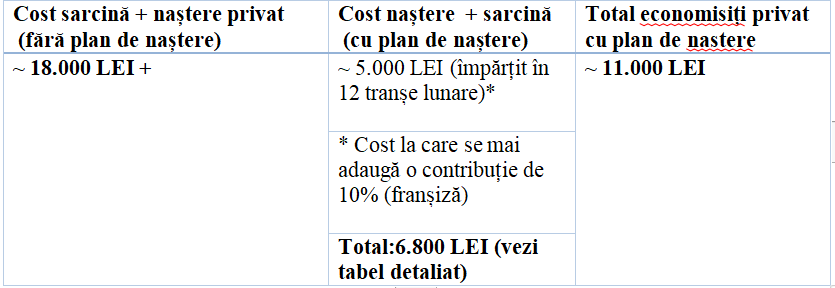 Cost sarcină + naștere privat
(fără plan de naștere)
Cost naștere + sarcină
(cu plan de naștere)
Total economisiți privat
cu plan de nastere
~ 18.000 LEI +
~ 5.000 LEI (împărțit în
12 tranșe lunare)*
* Cost la care se mai
adaugă o contribuție de
10% (franșiză)
Total:6.800 LEI (vezi
tabel detaliat)
~ 11.000 LEI